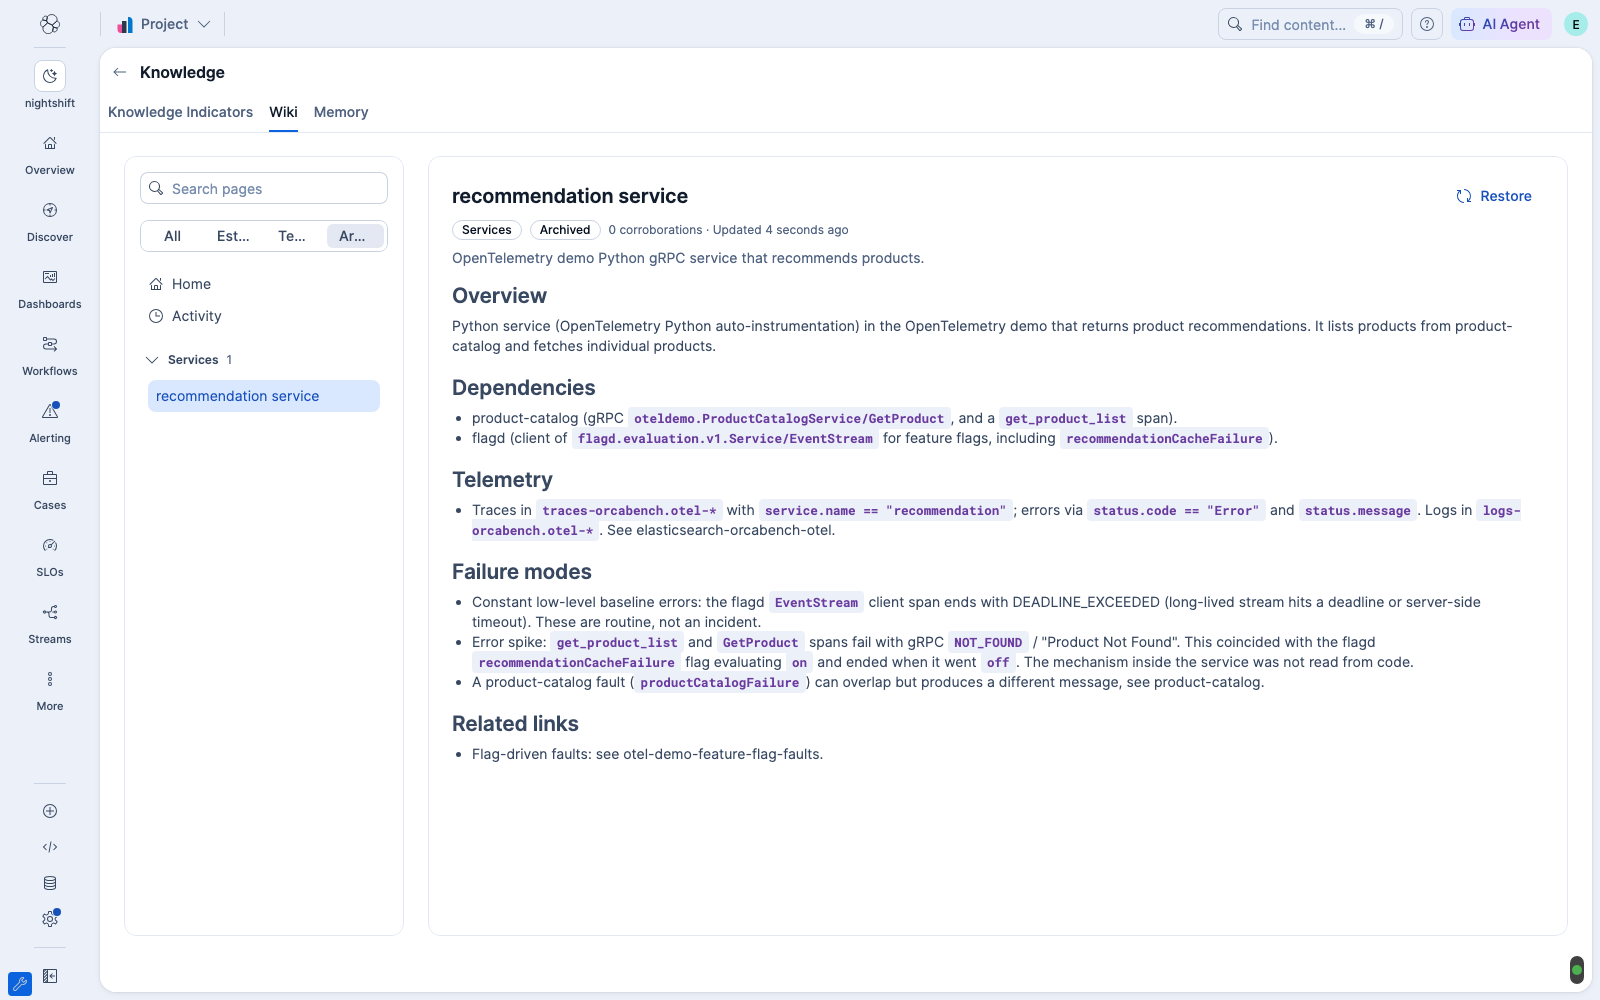 Project
Find content...
⌘ /
AI Agent
E
nightshift
Overview
Discover
Dashboards
Workflows
Alerting
Cases
SLOs
Streams
More
Knowledge
Knowledge Indicators
Wiki
Memory
Search pages
All
Est...
Te...
Ar...
Home
Activity
Services 1
recommendation service
recommendation service
Restore
Services
Archived
0 corroborations · Updated 4 seconds ago
OpenTelemetry demo Python gRPC service that recommends products.
Overview
Python service (OpenTelemetry Python auto-instrumentation) in the OpenTelemetry demo that returns product recommendations. It lists products from product-
catalog and fetches individual products.
Dependencies
• product-catalog (gRPC oteldemo.ProductCatalogService/GetProduct, and a get_product_list span).
• flagd (client of flagd.evaluation.v1.Service/EventStream for feature flags, including recommendationCacheFailure).
Telemetry
• Traces in traces-orcabench.otel-* with service.name == "recommendation"; errors via status.code == "Error" and status.message. Logs in logs-
orcabench.otel-*. See elasticsearch-orcabench-otel.
Failure modes
• Constant low-level baseline errors: the flagd EventStream client span ends with DEADLINE_EXCEEDED (long-lived stream hits a deadline or server-side
timeout). These are routine, not an incident.
• Error spike: get_product_list and GetProduct spans fail with gRPC NOT_FOUND / "Product Not Found". This coincided with the flagd
recommendationCacheFailure flag evaluating on and ended when it went off. The mechanism inside the service was not read from code.
• A product-catalog fault (productCatalogFailure) can overlap but produces a different message, see product-catalog.
Related links
• Flag-driven faults: see otel-demo-feature-flag-faults.